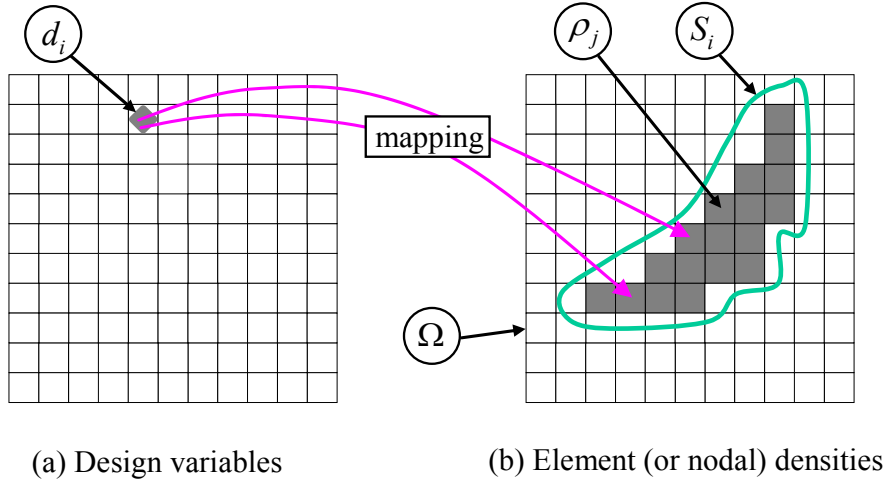 d_i
ρ_j
S_i
mapping
Ω
(a) Design variables
(b) Element (or nodal) densities